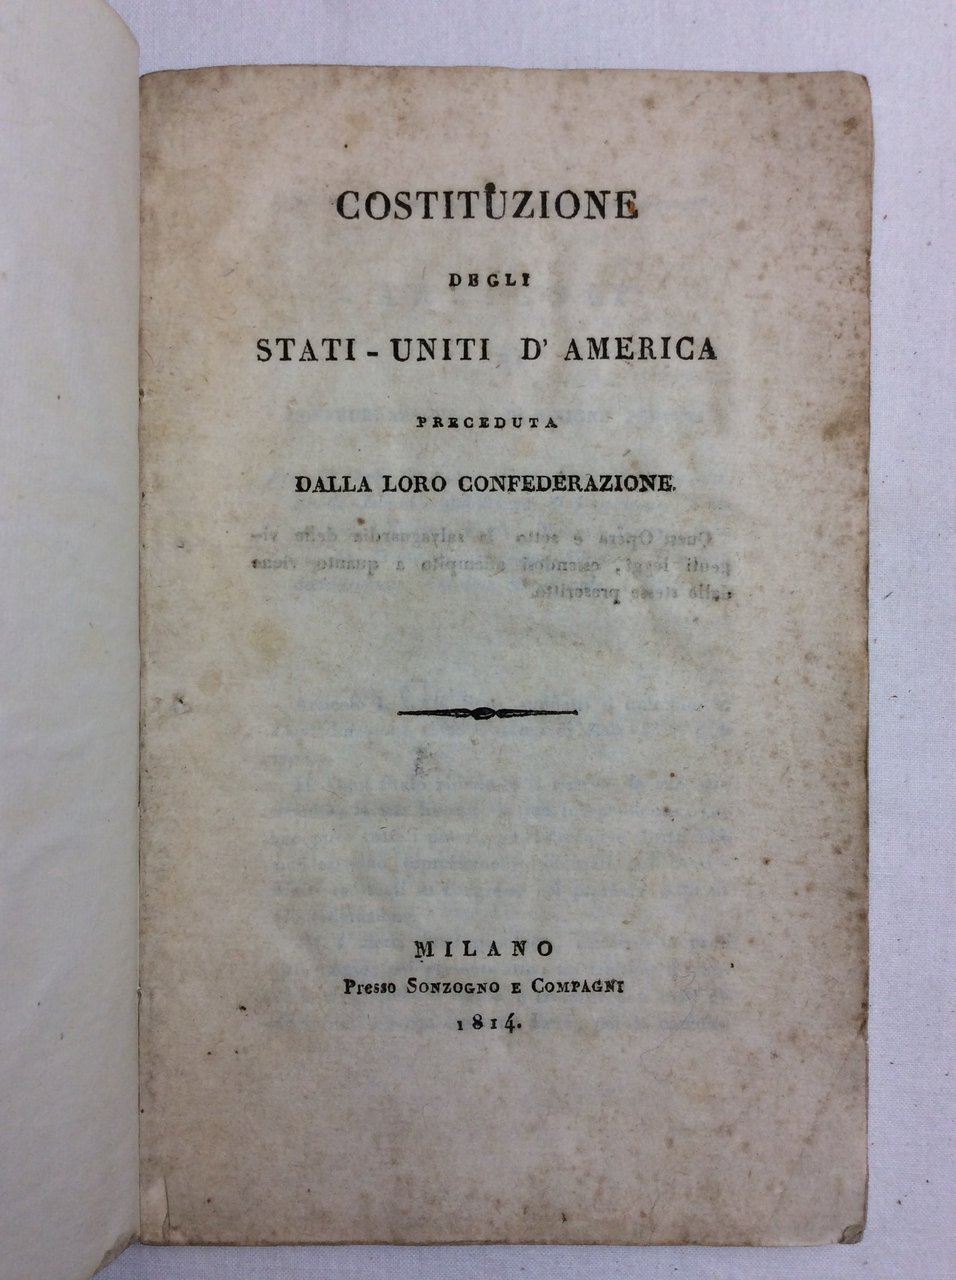 COSTITUZIONE
DEGLI
STATI - UNITI D' AMERICA
PRECEDUTA
DALLA LORO CONFEDERAZIONE.
MILANO
Presso SONZOGNO E COMPAGNI
1814.